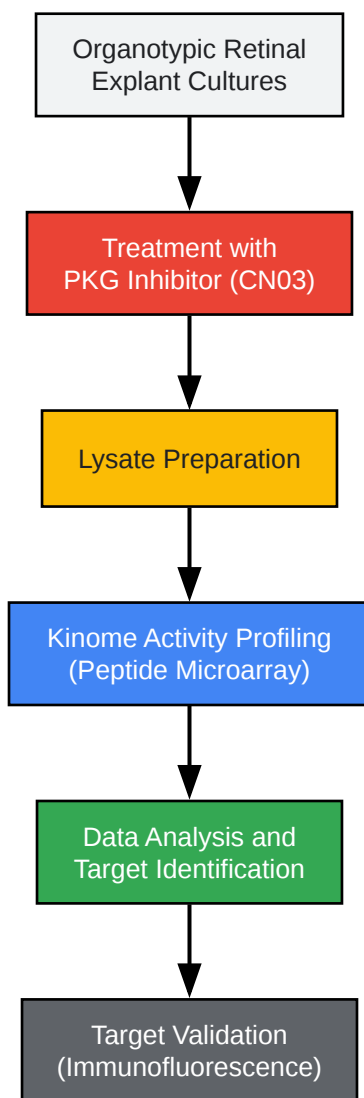 Organotypic Retinal
Explant Cultures
Treatment with
PKG Inhibitor (CN03)
Lysate Preparation
Kinome Activity Profiling
(Peptide Microarray)
Data Analysis and
Target Identification
Target Validation
(Immunofluorescence)